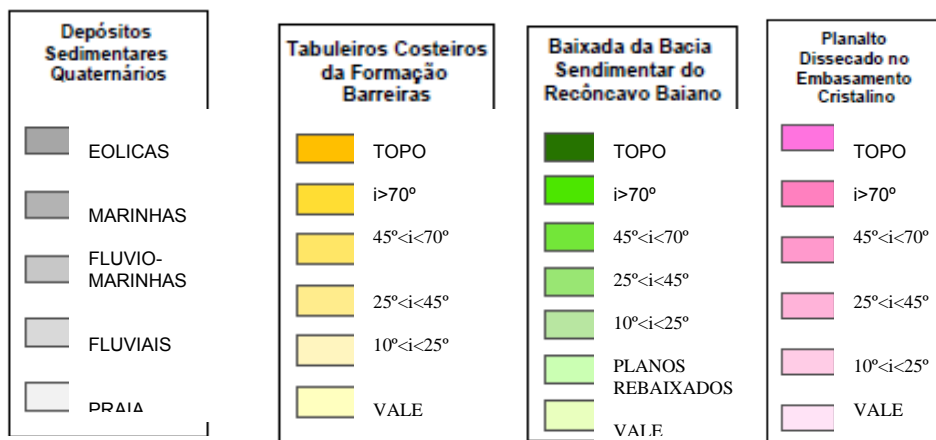 Depósitos
Sedimentares
Quaternários
EOLICAS
MARINHAS
FLUVIO-
MARINHAS
FLUVIAIS
PRAIA
Tabuleiros Costeiros
da Formação
Barreiras
TOPO
i>70º
45º<i<70º
25º<i<45º
10º<i<25º
VALE
Baixada da Bacia
Sendimentar do
Recôncavo Baiano
TOPO
i>70º
45º<i<70º
25º<i<45º
10º<i<25º
PLANOS
REBAIXADOS
VALE
Planalto
Dissecado no
Embasamento
Cristalino
TOPO
i>70º
45º<i<70º
25º<i<45º
10º<i<25º
VALE